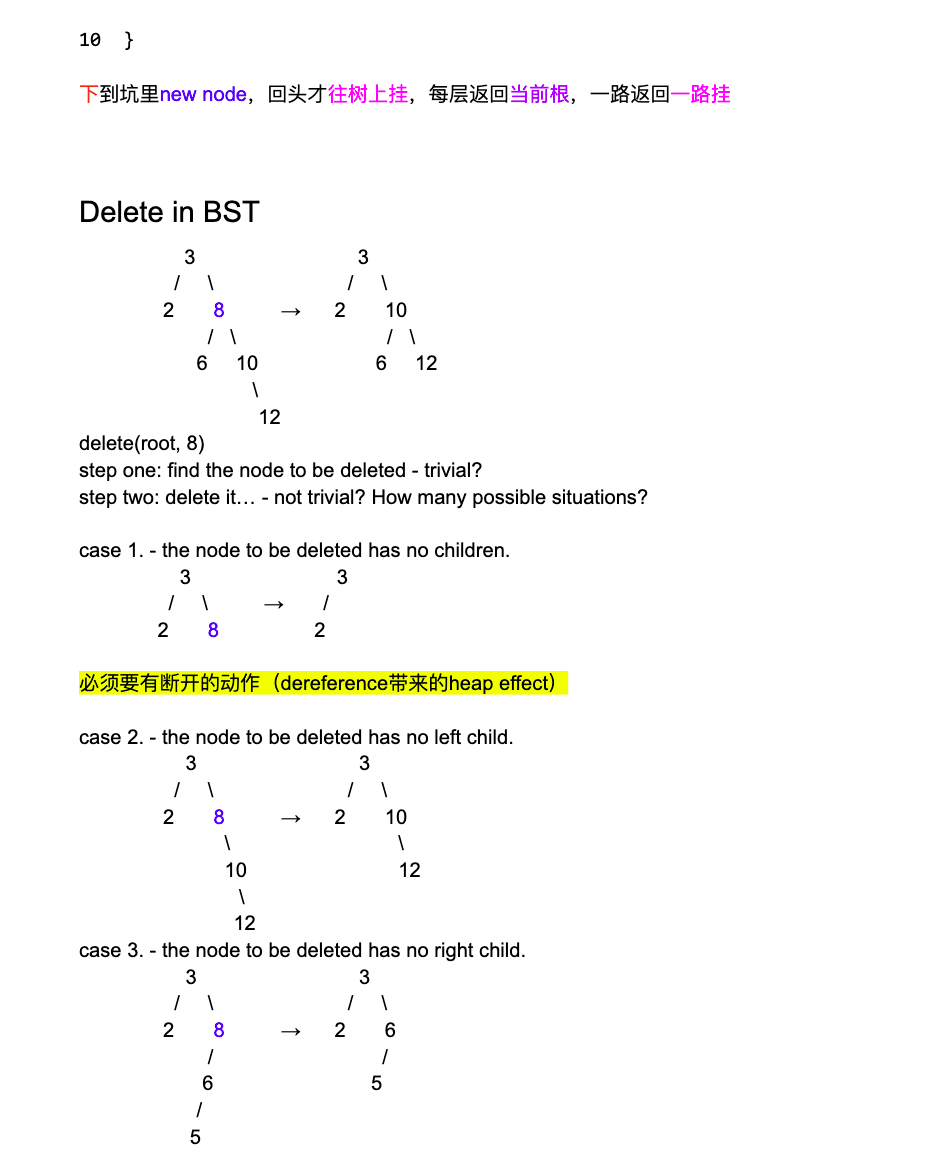 10 }
下到坑里new node，回头才往树上挂，每层返回当前根，一路返回一路挂
Delete in BST
3 3
/ \ / \
2 8 → 2 10
/ \ / \
6 10 6 12
\
12
delete(root, 8)
step one: find the node to be deleted - trivial?
step two: delete it… - not trivial? How many possible situations?
case 1. - the node to be deleted has no children.
3 3
/ \ → /
2 8 2
必须要有断开的动作（dereference带来的heap effect）
case 2. - the node to be deleted has no left child.
3 3
/ \ / \
2 8 → 2 10
\ \
10 12
\
12
case 3. - the node to be deleted has no right child.
3 3
/ \ / \
2 8 → 2 6
/ /
6 5
/
5